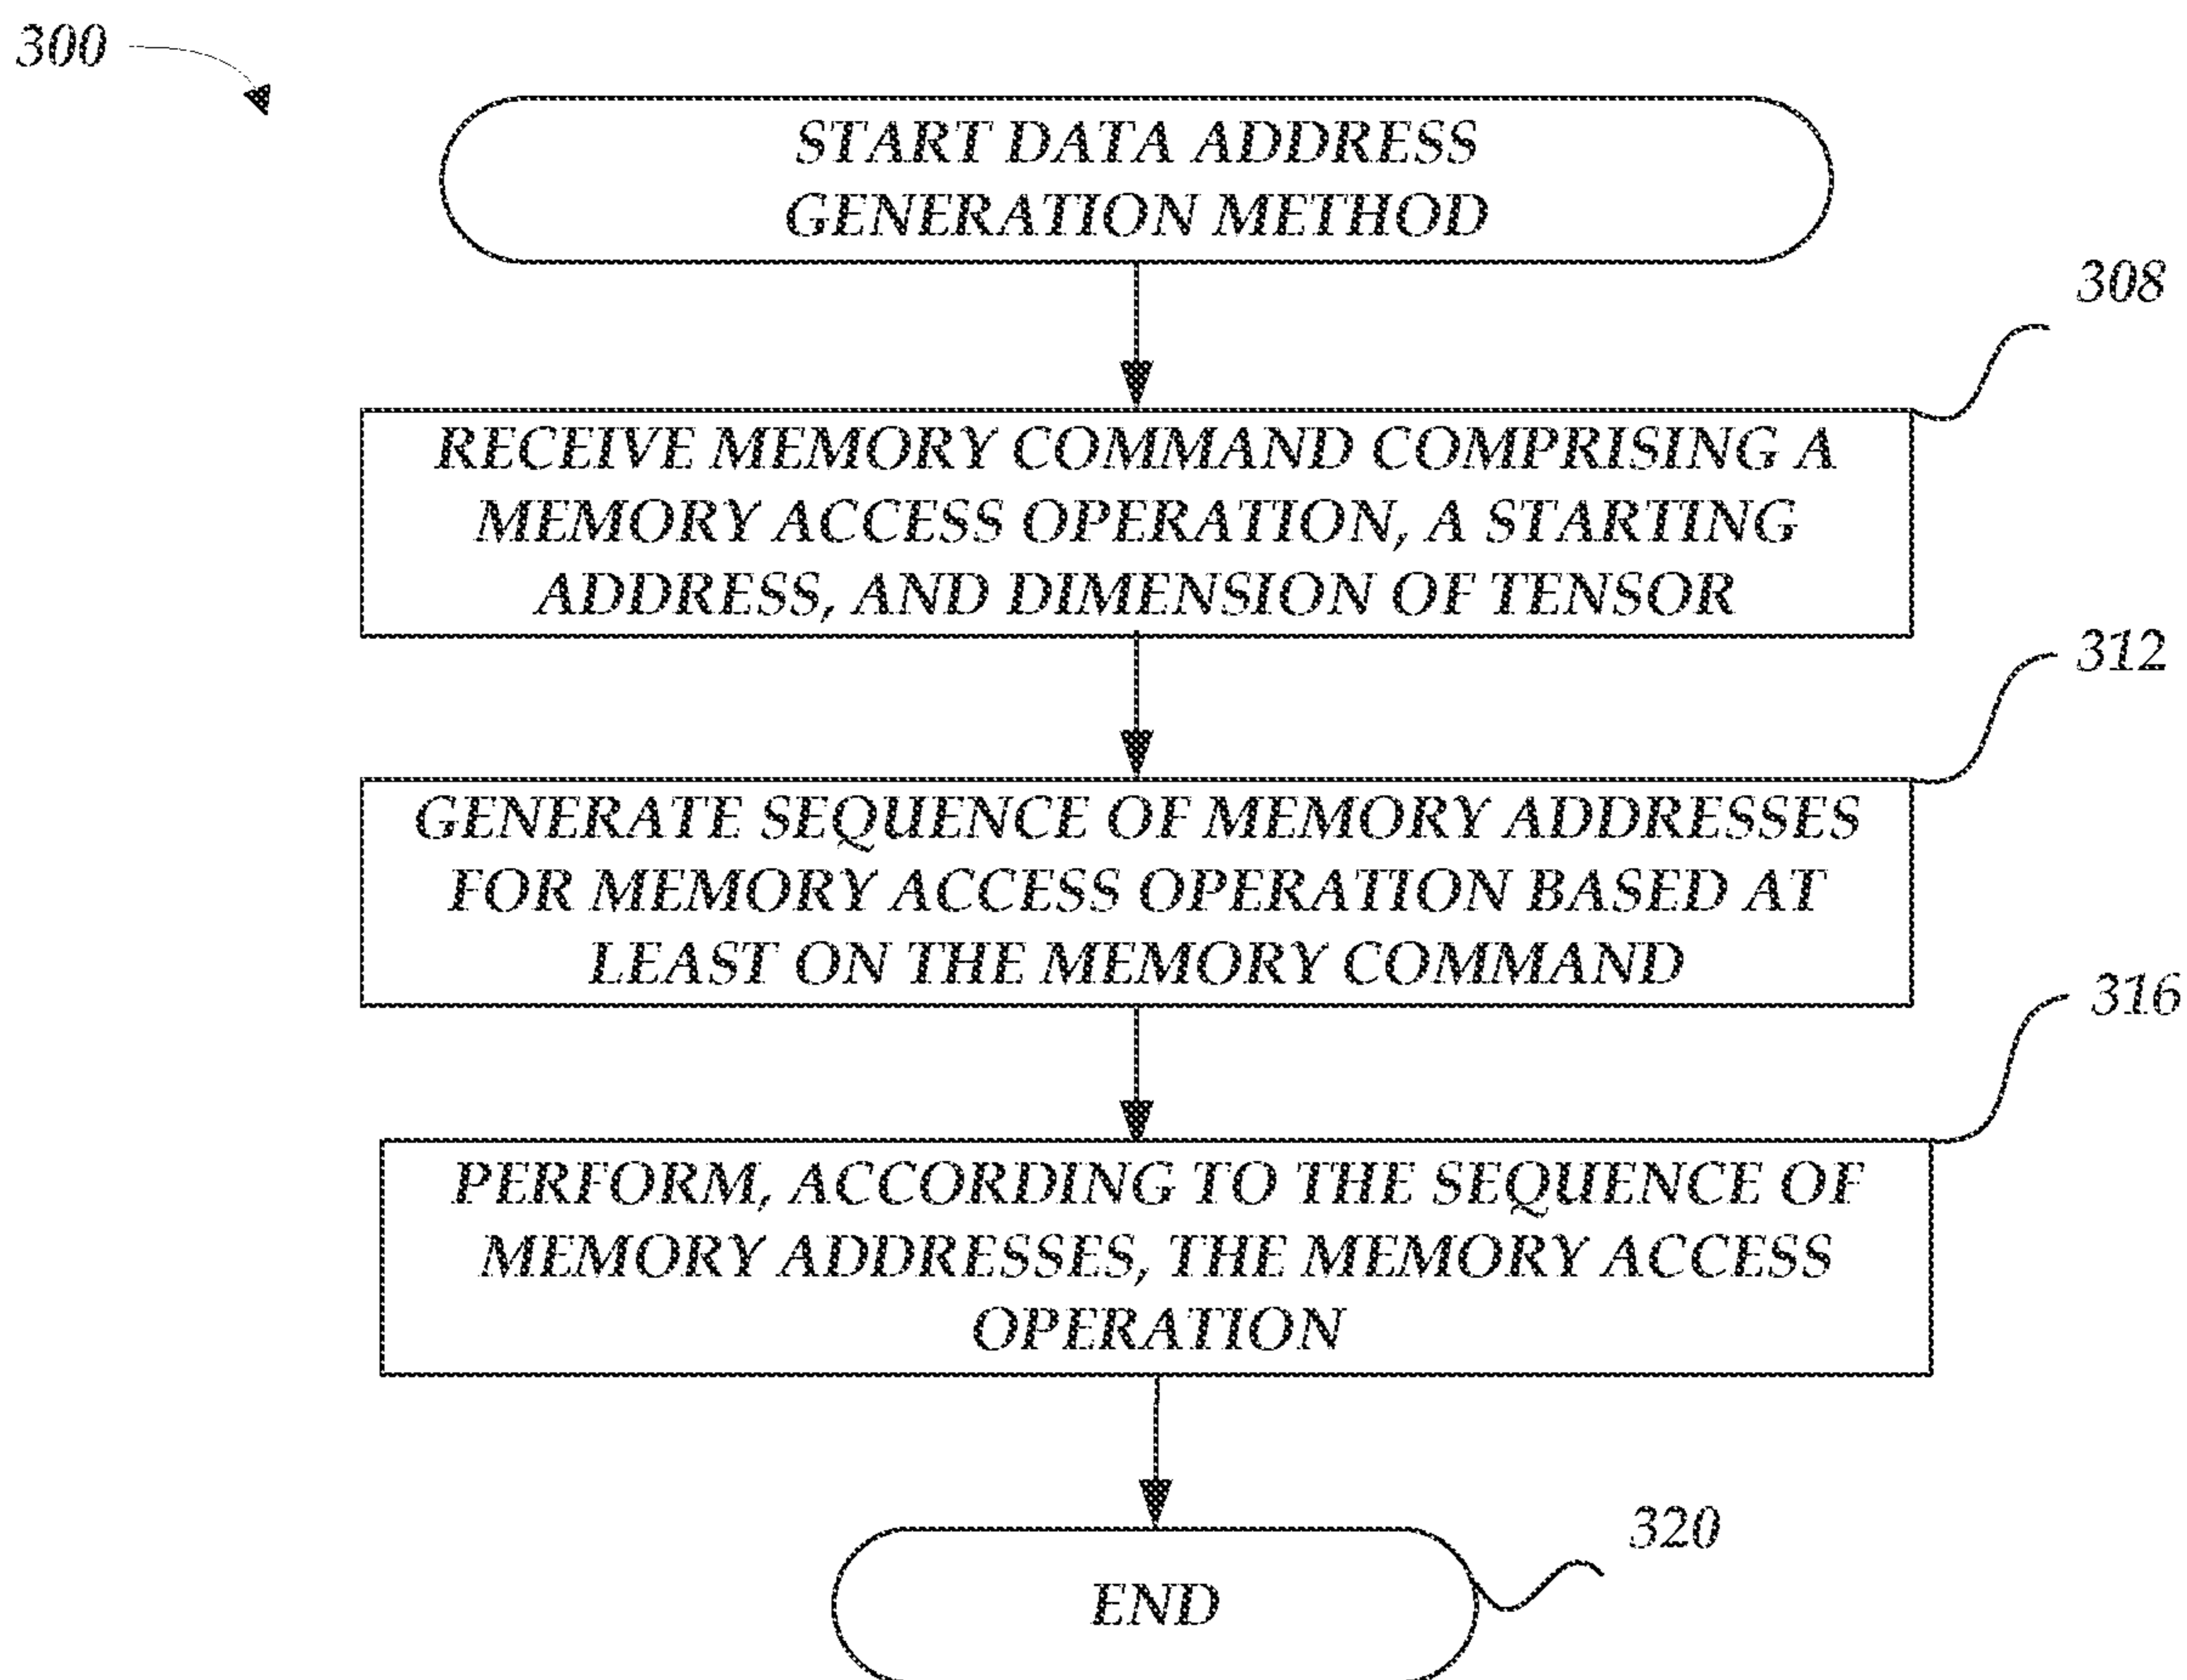 300
START DATA ADDRESS
GENERATION METHOD
308
RECEIVE MEMORY COMMAND COMPRISING A
MEMORY ACCESS OPERATION, A STARTING
ADDRESS, AND DIMENSION OF TENSOR
312
GENERATE SEQUENCE OF MEMORY ADDRESSES
FOR MEMORY ACCESS OPERATION BASED AT
LEAST ON THE MEMORY COMMAND
316
PERFORM, ACCORDING TO THE SEQUENCE OF
MEMORY ADDRESSES, THE MEMORY ACCESS
OPERATION
320
END